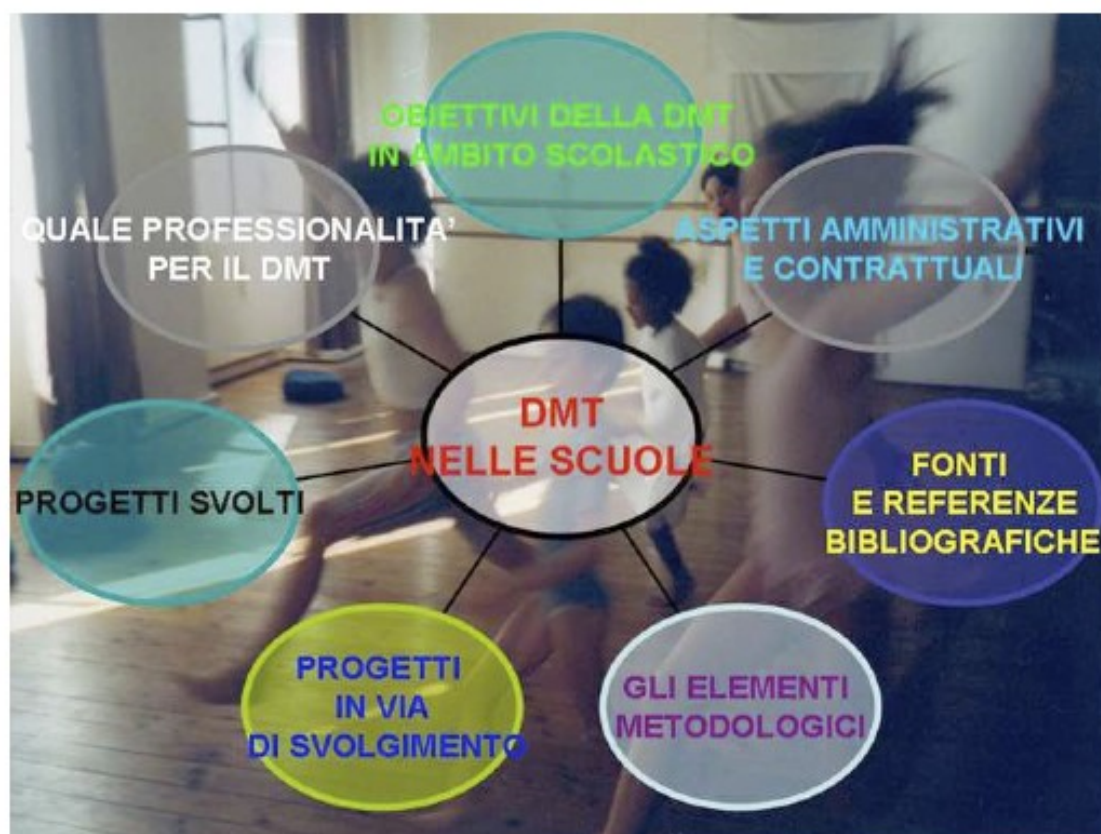 OBIETTIVI DELLA DMT
IN AMBITO SCOLASTICO
QUALE PROFESSIONALITA'
PER IL DMT
ASPETTI AMMINISTRATIVI
E CONTRATTUALI
DMT
NELLE SCUOLE
PROGETTI SVOLTI
FONTI
E REFERENZE
BIBLIOGRAFICHE
PROGETTI
IN VIA
DI SVOLGIMENTO
GLI ELEMENTI
METODOLOGICI